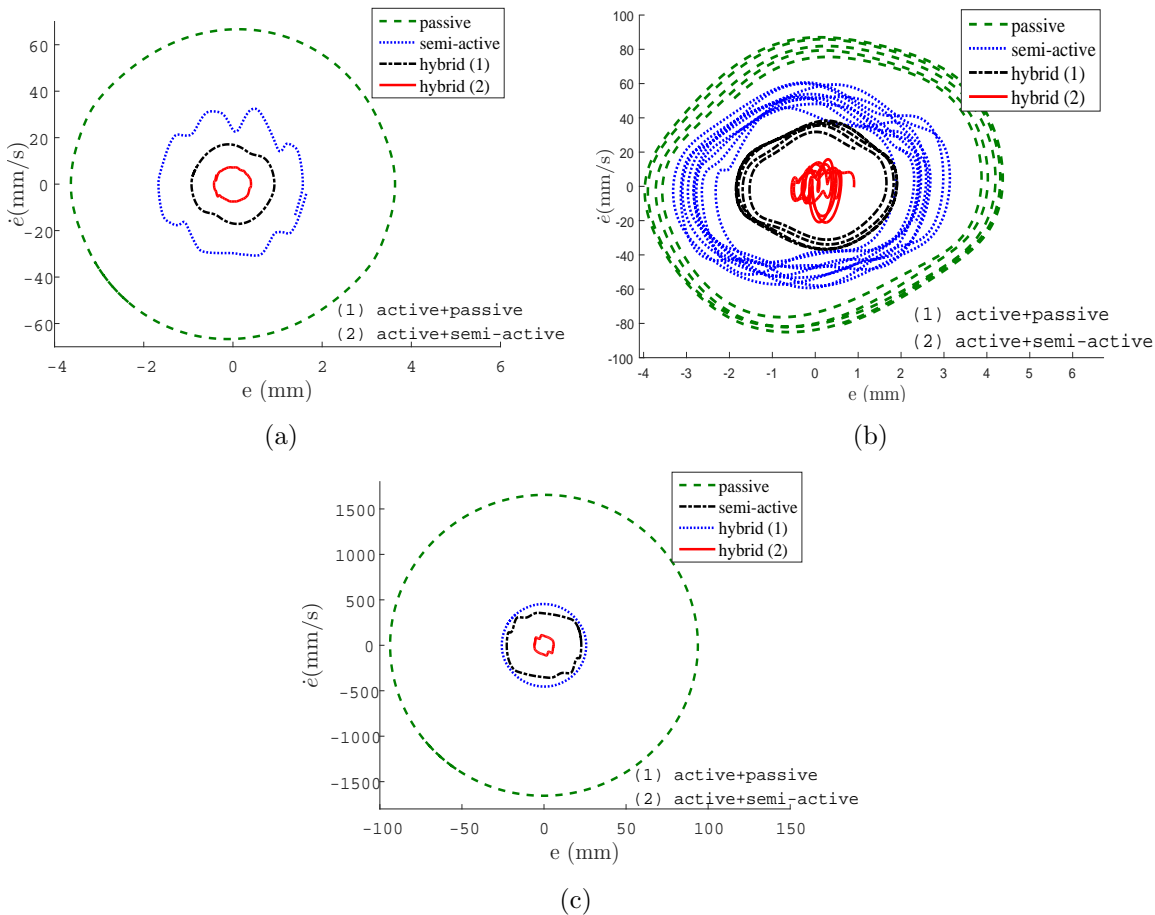 passive
semi-active
hybrid (1)
hybrid (2)
60
40
20
0
-20
-40
-60
ė(mm/s)
(1) active+passive
(2) active+semi-active
-4 -2 0 2 4 6
e (mm)
(a)
passive
semi-active
hybrid (1)
hybrid (2)
100
80
60
40
20
0
-20
-40
-60
-80
-100
ė(mm/s)
(1) active+passive
(2) active+semi-active
-4 -3 -2 -1 0 1 2 3 4 5 6
e (mm)
(b)
passive
semi-active
hybrid (1)
hybrid (2)
1500
1000
500
0
-500
-1000
-1500
ė(mm/s)
(1) active+passive
(2) active+semi-active
-100 -50 0 50 100 150
e (mm)
(c)